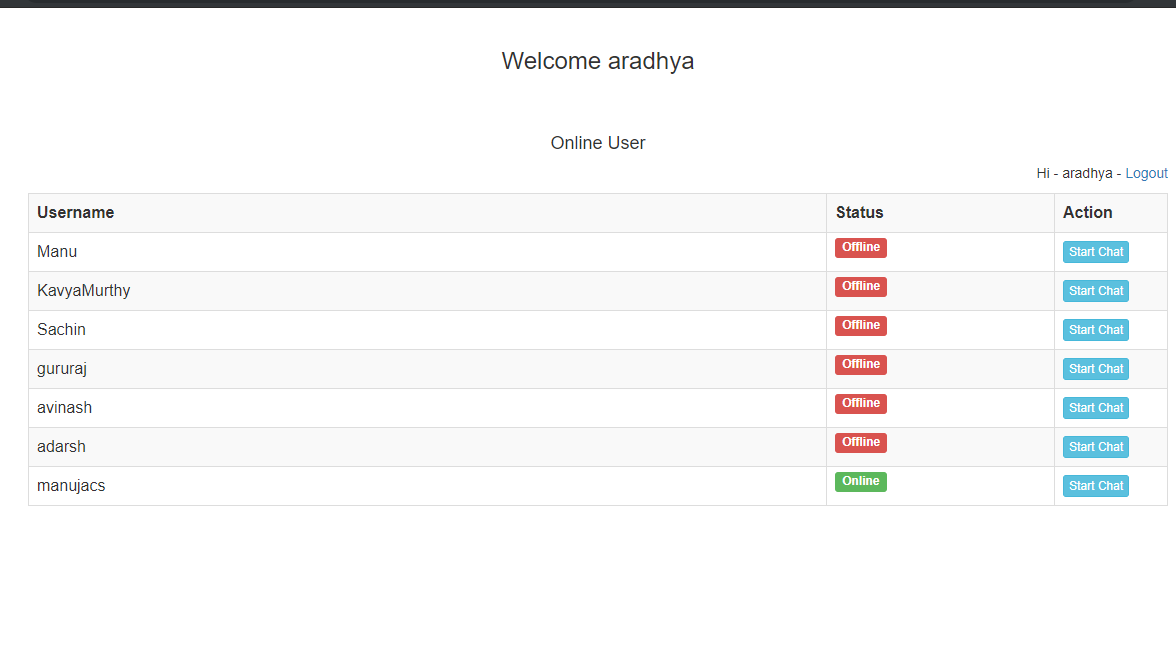 Welcome aradhya
Online User
Hi - aradhya - Logout
Username Status Action
Manu Offline Start Chat
KavyaMurthy Offline Start Chat
Sachin Offline Start Chat
gururaj Offline Start Chat
avinash Offline Start Chat
adarsh Offline Start Chat
manujacs Online Start Chat